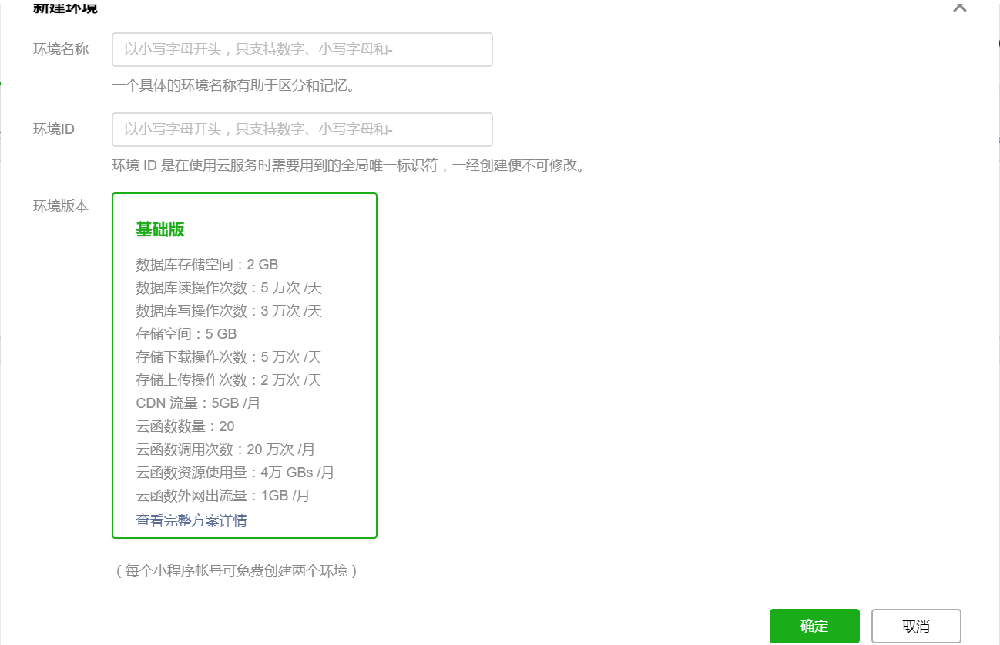 新建环境
环境名称
以小写字母开头，只支持数字、小写字母和-
一个具体的环境名称有助于区分和记忆。
环境ID
以小写字母开头，只支持数字、小写字母和-
环境 ID 是在使用云服务时需要用到的全局唯一标识符，一经创建便不可修改。
环境版本
基础版
数据库存储空间：2 GB
数据库读操作次数：5 万次 /天
数据库写操作次数：3 万次 /天
存储空间：5 GB
存储下载操作次数：5 万次 /天
存储上传操作次数：2 万次 /天
CDN 流量：5GB /月
云函数数量：20
云函数调用次数：20 万次 /月
云函数资源使用量：4万 GBs /月
云函数外网出流量：1GB /月
查看完整方案详情
（每个小程序帐号可免费创建两个环境）
确定
取消